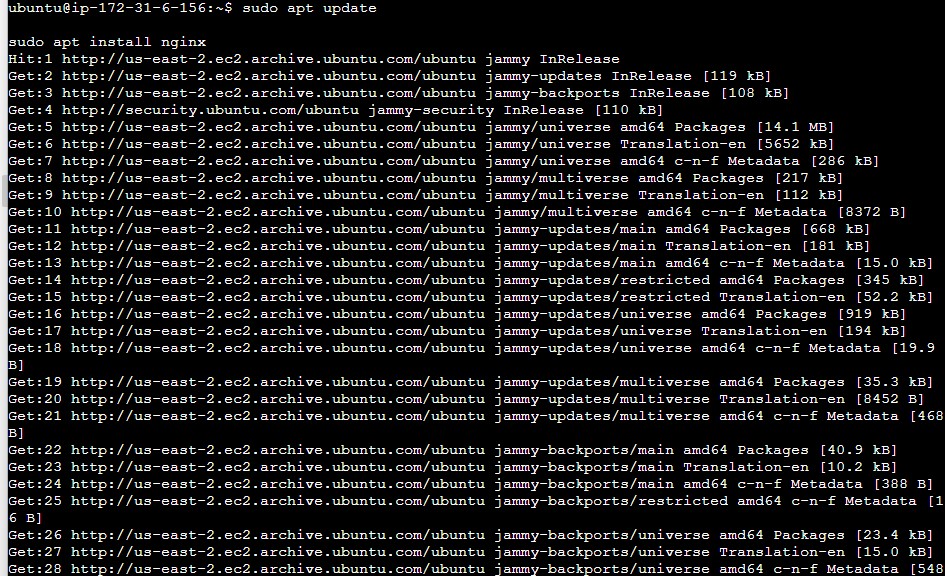 ubuntu@ip-172-31-6-156:~$ sudo apt update
sudo apt install nginx
Hit:1 http://us-east-2.ec2.archive.ubuntu.com/ubuntu jammy InRelease
Get:2 http://us-east-2.ec2.archive.ubuntu.com/ubuntu jammy-updates InRelease [119 kB]
Get:3 http://us-east-2.ec2.archive.ubuntu.com/ubuntu jammy-backports InRelease [108 kB]
Get:4 http://security.ubuntu.com/ubuntu jammy-security InRelease [110 kB]
Get:5 http://us-east-2.ec2.archive.ubuntu.com/ubuntu jammy/universe amd64 Packages [14.1 MB]
Get:6 http://us-east-2.ec2.archive.ubuntu.com/ubuntu jammy/universe Translation-en [5652 kB]
Get:7 http://us-east-2.ec2.archive.ubuntu.com/ubuntu jammy/universe amd64 c-n-f Metadata [286 kB]
Get:8 http://us-east-2.ec2.archive.ubuntu.com/ubuntu jammy/multiverse amd64 Packages [217 kB]
Get:9 http://us-east-2.ec2.archive.ubuntu.com/ubuntu jammy/multiverse Translation-en [112 kB]
Get:10 http://us-east-2.ec2.archive.ubuntu.com/ubuntu jammy/multiverse amd64 c-n-f Metadata [8372 B]
Get:11 http://us-east-2.ec2.archive.ubuntu.com/ubuntu jammy-updates/main amd64 Packages [668 kB]
Get:12 http://us-east-2.ec2.archive.ubuntu.com/ubuntu jammy-updates/main Translation-en [181 kB]
Get:13 http://us-east-2.ec2.archive.ubuntu.com/ubuntu jammy-updates/main amd64 c-n-f Metadata [15.0 kB]
Get:14 http://us-east-2.ec2.archive.ubuntu.com/ubuntu jammy-updates/restricted amd64 Packages [345 kB]
Get:15 http://us-east-2.ec2.archive.ubuntu.com/ubuntu jammy-updates/restricted Translation-en [52.2 kB]
Get:16 http://us-east-2.ec2.archive.ubuntu.com/ubuntu jammy-updates/universe amd64 Packages [919 kB]
Get:17 http://us-east-2.ec2.archive.ubuntu.com/ubuntu jammy-updates/universe Translation-en [194 kB]
Get:18 http://us-east-2.ec2.archive.ubuntu.com/ubuntu jammy-updates/universe amd64 c-n-f Metadata [19.9
B]
Get:19 http://us-east-2.ec2.archive.ubuntu.com/ubuntu jammy-updates/multiverse amd64 Packages [35.3 kB]
Get:20 http://us-east-2.ec2.archive.ubuntu.com/ubuntu jammy-updates/multiverse Translation-en [8452 B]
Get:21 http://us-east-2.ec2.archive.ubuntu.com/ubuntu jammy-updates/multiverse amd64 c-n-f Metadata [468
B]
Get:22 http://us-east-2.ec2.archive.ubuntu.com/ubuntu jammy-backports/main amd64 Packages [40.9 kB]
Get:23 http://us-east-2.ec2.archive.ubuntu.com/ubuntu jammy-backports/main Translation-en [10.2 kB]
Get:24 http://us-east-2.ec2.archive.ubuntu.com/ubuntu jammy-backports/main amd64 c-n-f Metadata [388 B]
Get:25 http://us-east-2.ec2.archive.ubuntu.com/ubuntu jammy-backports/restricted amd64 c-n-f Metadata [1
6 B]
Get:26 http://us-east-2.ec2.archive.ubuntu.com/ubuntu jammy-backports/universe amd64 Packages [23.4 kB]
Get:27 http://us-east-2.ec2.archive.ubuntu.com/ubuntu jammy-backports/universe Translation-en [15.0 kB]
Get:28 http://us-east-2.ec2.archive.ubuntu.com/ubuntu jammy-backports/universe amd64 c-n-f Metadata [548